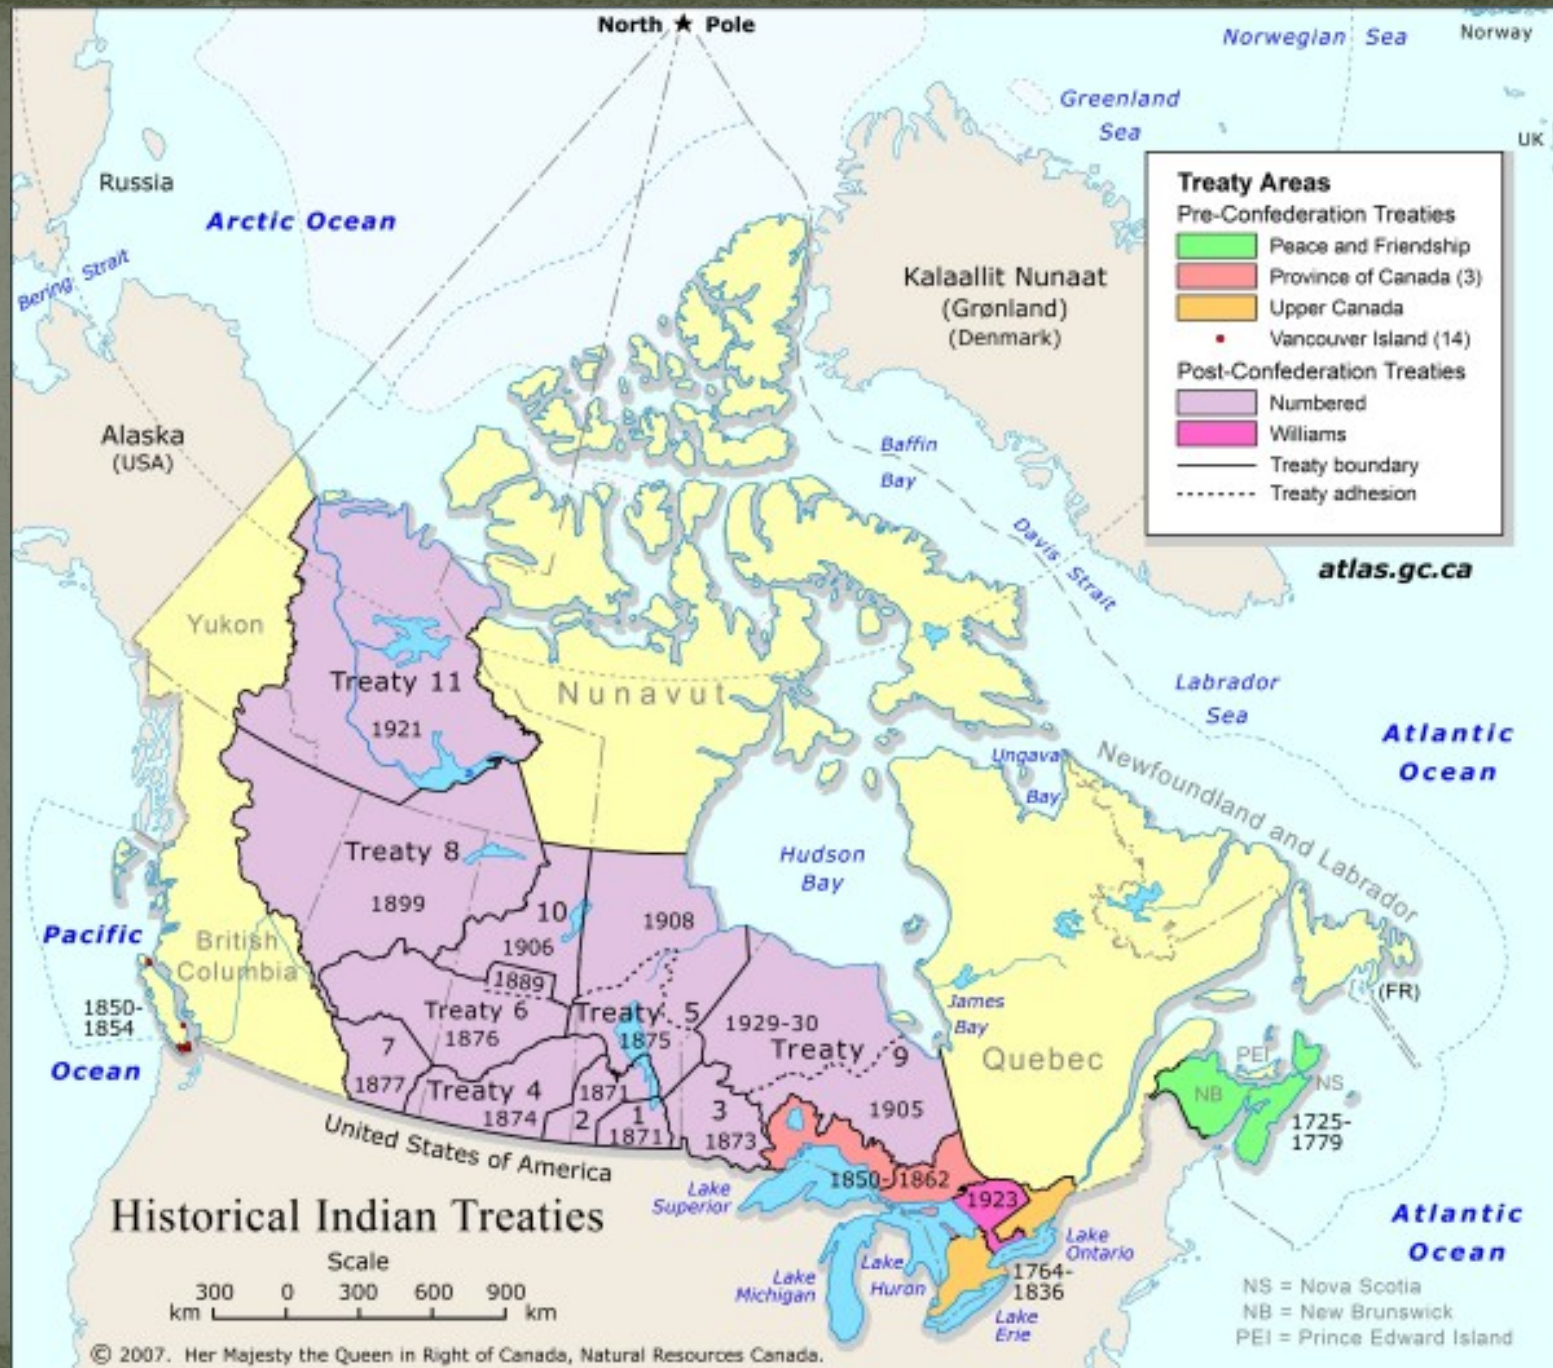 North ★ Pole
Norwegian Sea
Norway
Greenland
Sea
UK
Russia
Arctic Ocean
Bering Strait
Treaty Areas
Pre-Confederation Treaties
Peace and Friendship
Province of Canada (3)
Upper Canada
Vancouver Island (14)
Post-Confederation Treaties
Numbered
Williams
Treaty boundary
Treaty adhesion
atlas.gc.ca
Kalaallit Nunaat
(Grønland)
(Denmark)
Alaska
(USA)
Baffin
Bay
Davis Strait
Yukon
Treaty 11
1921
Nunavut
Labrador
Sea
Atlantic
Ocean
Ungava
Bay
Newfoundland and Labrador
Hudson
Bay
Treaty 8
1899
10
1906
1908
1889
Pacific
Ocean
British
Columbia
1850-
1854
Treaty 6
1876
Treaty 5
1875
1929-30
Treaty 9
1905
James
Bay
Quebec
(FR)
PEI
NB
NS
1725-
1779
7
1877
Treaty 4
1874
1871
2
1
1871
3
1873
United States of America
1850-1862
1923
Lake
Superior
Lake
Michigan
Lake
Huron
Lake
Ontario
1764-
1836
Lake
Erie
Atlantic
Ocean
Historical Indian Treaties
Scale
300 0 300 600 900
km km
NS = Nova Scotia
NB = New Brunswick
PEI = Prince Edward Island
© 2007. Her Majesty the Queen in Right of Canada, Natural Resources Canada.